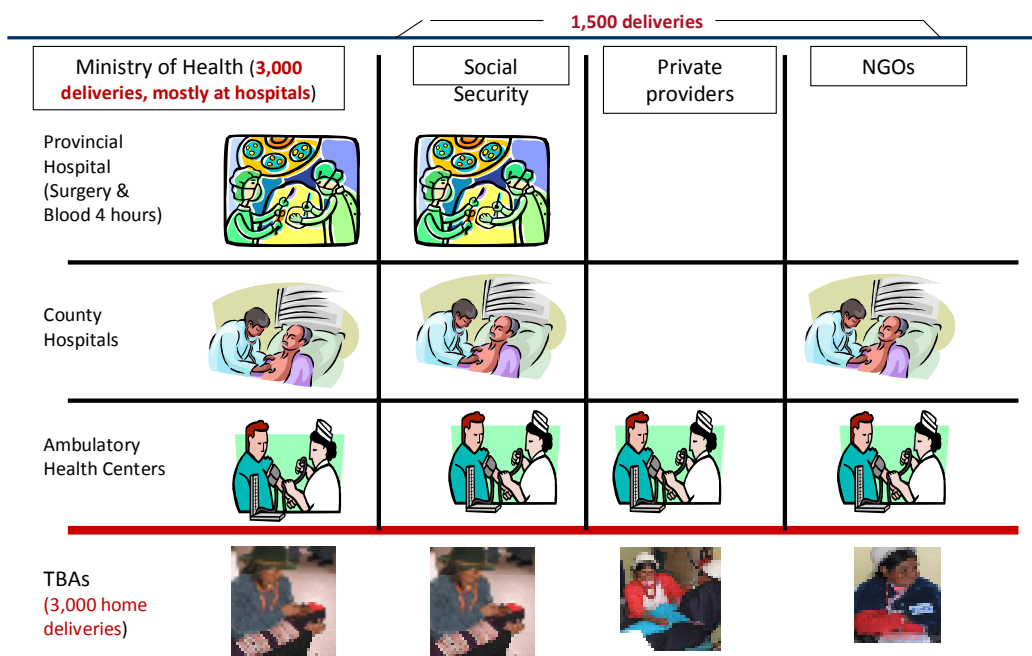 1,500 deliveries
Ministry of Health (3,000
deliveries, mostly at hospitals)
Social
Security
Private
providers
NGOs
Provincial
Hospital
(Surgery &
Blood 4 hours)
County
Hospitals
Ambulatory
Health Centers
TBAs
(3,000 home
deliveries)